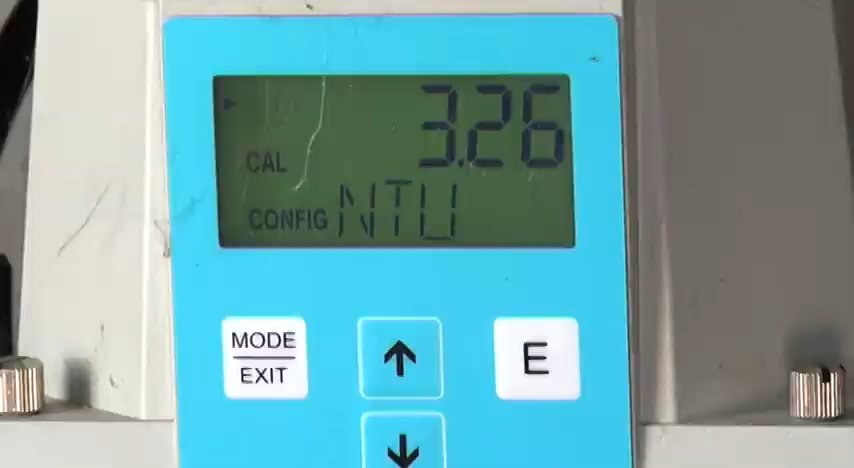 3.26
CAL
CONFIG NTU
MODE
EXIT
↑
E
↓